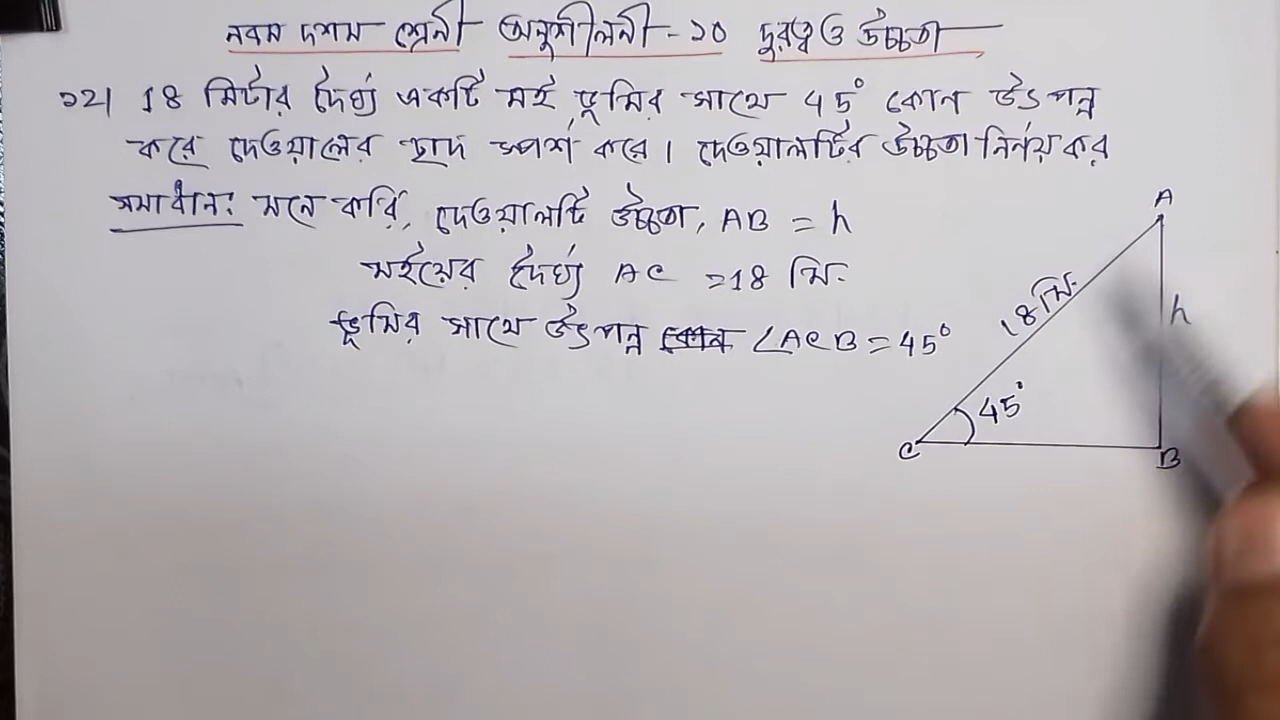 নবম দশম শ্রেনী অনুশীলনী-১০ দুরত্ব ও উচ্চতা
১২। 18 মিটার দৈর্ঘ্য একটি মই ভূমির সাথে 45° কোন উৎপন্ন
করে দেওয়ালের ছাদ স্পর্শ করে। দেওয়ালটির উচ্চতা নির্নয় কর
সমাধান: মনে করি, দেওয়ালটি উচ্চতা, AB = h
মইয়ের দৈর্ঘ্য AC = 18 মি.
ভূমির সাথে উৎপন্ন কোন ∠ACB = 45°
A
18 মি.
h
45°
C
B